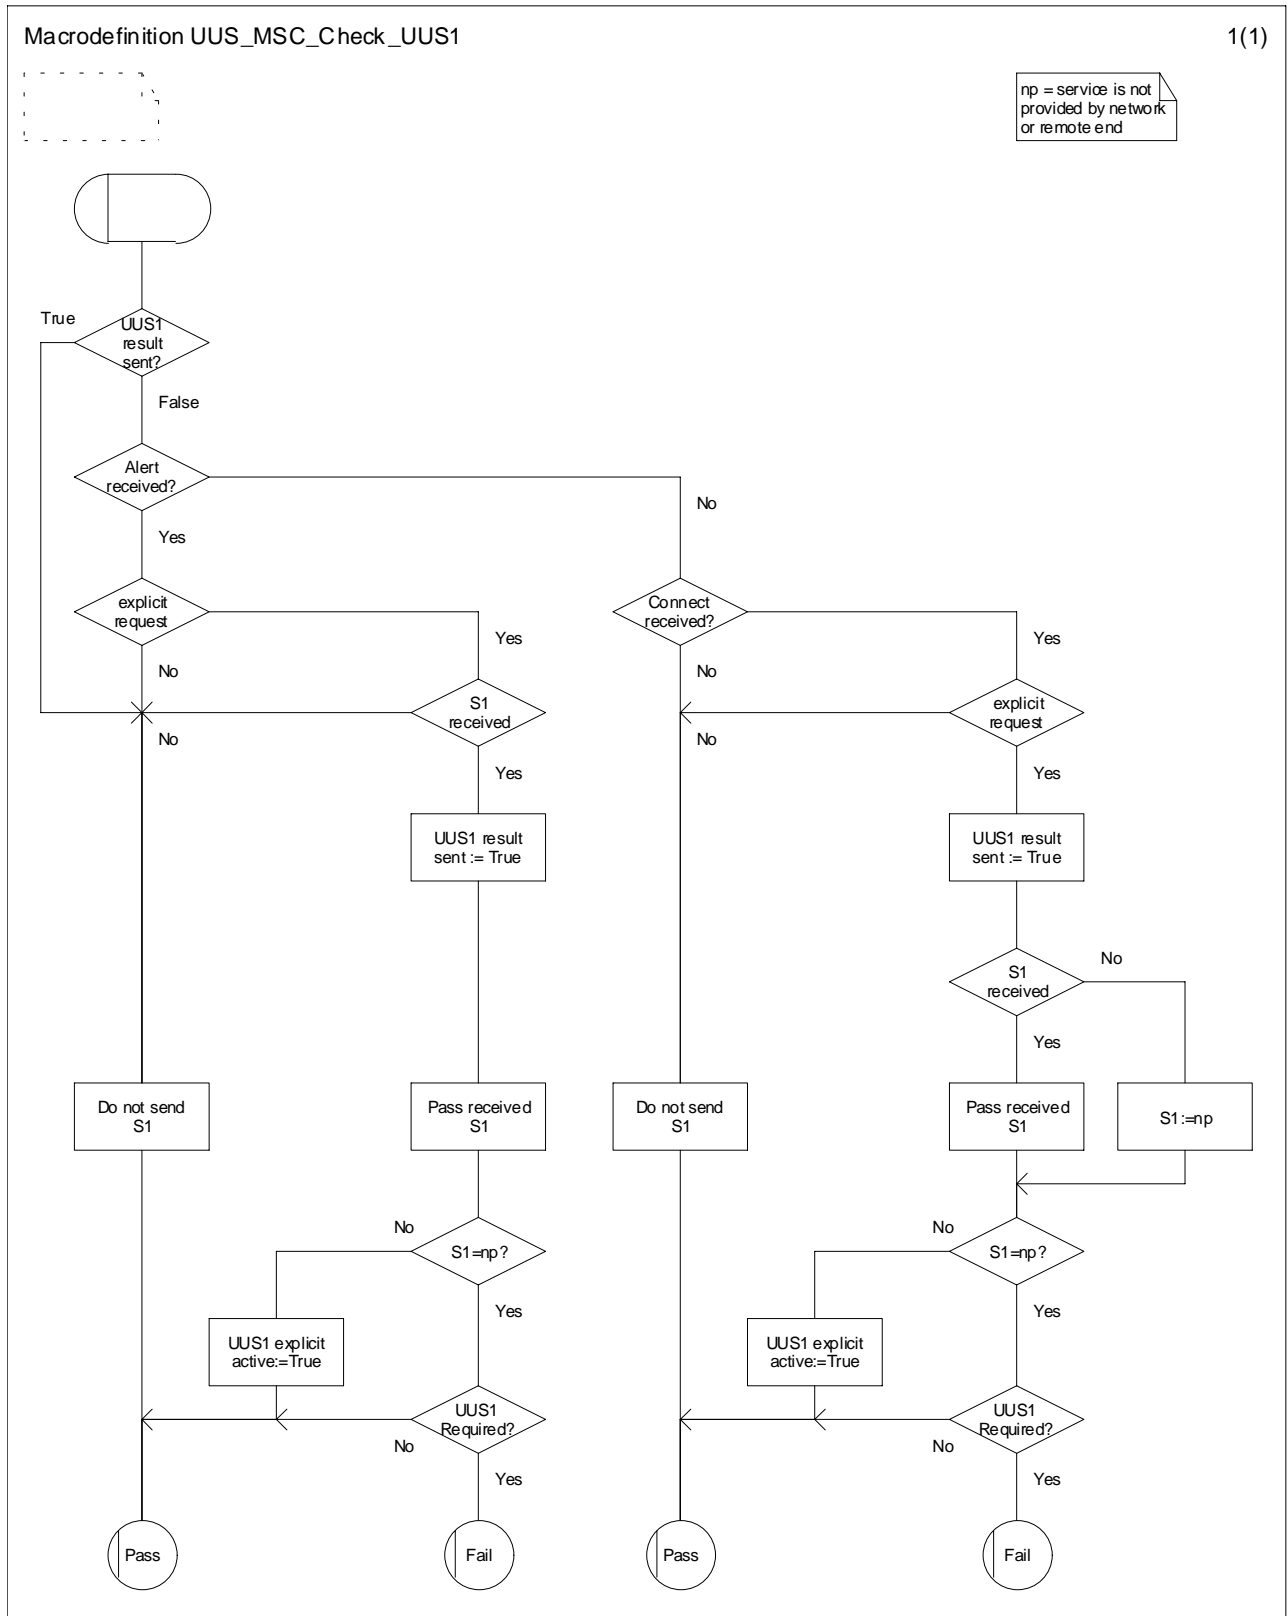 Macrodefinition UUS_MSC_Check_UUS1
1(1)
np = service is not
provided by network
or remote end
True
UUS1
result
sent?
False
Alert
received?
No
Yes
explicit
request
Connect
received?
Yes
Yes
No
No
S1
received
explicit
request
No
No
Yes
Yes
UUS1 result
sent := True
UUS1 result
sent := True
S1
received
No
Yes
Do not send
S1
Pass received
S1
Do not send
S1
Pass received
S1
S1:=np
No
No
S1=np?
S1=np?
Yes
Yes
UUS1 explicit
active:=True
UUS1 explicit
active:=True
UUS1
Required?
UUS1
Required?
No
No
Yes
Yes
Pass
Fail
Pass
Fail